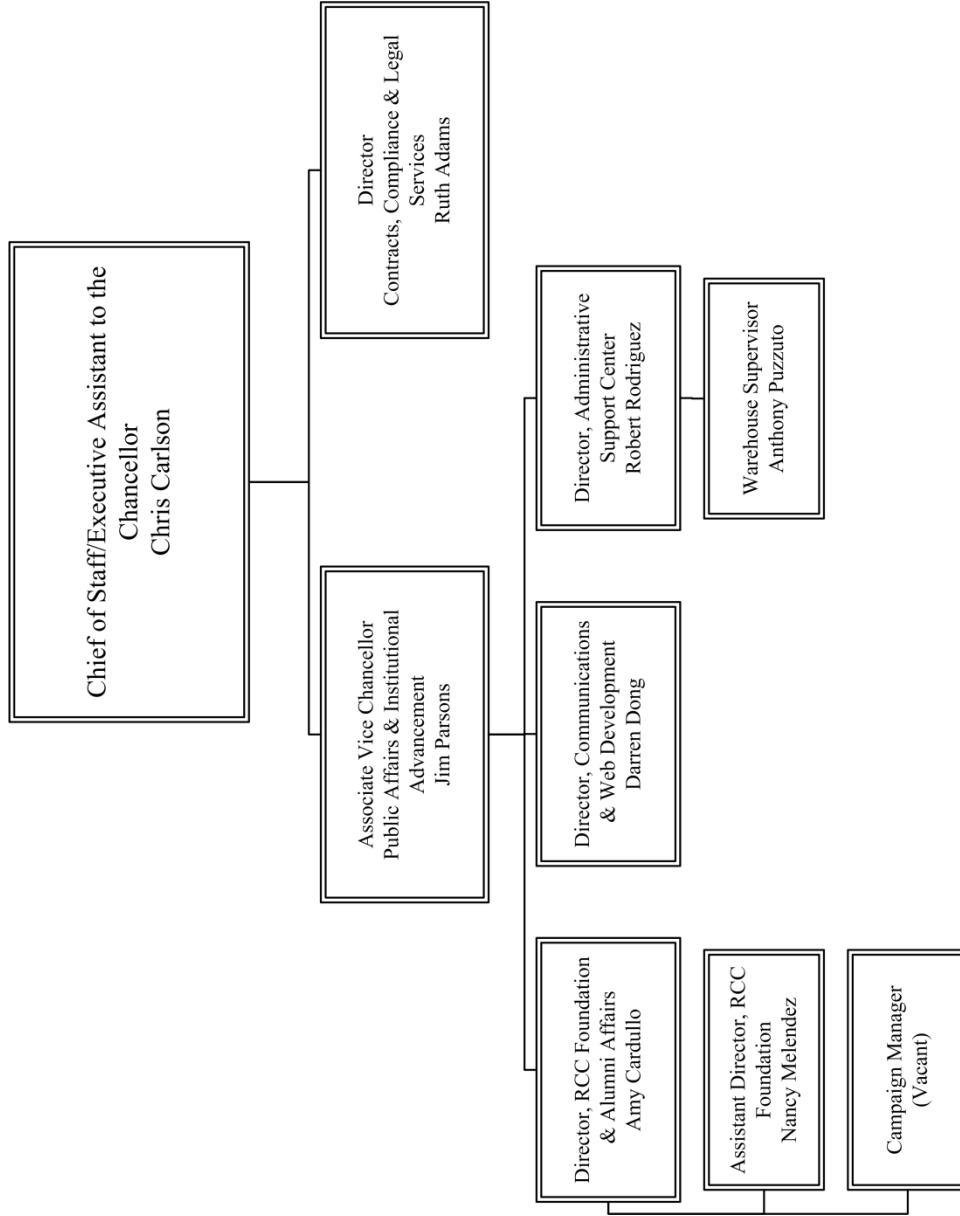 Chief of Staff/Executive Assistant to the
Chancellor
Chris Carlson
Associate Vice Chancellor
Public Affairs & Institutional
Advancement
Jim Parsons
Director
Contracts, Compliance & Legal
Services
Ruth Adams
Director, RCC Foundation
& Alumni Affairs
Amy Cardullo
Director, Communications
& Web Development
Darren Dong
Director, Administrative
Support Center
Robert Rodriguez
Assistant Director, RCC
Foundation
Nancy Melendez
Warehouse Supervisor
Anthony Puzzuto
Campaign Manager
(Vacant)